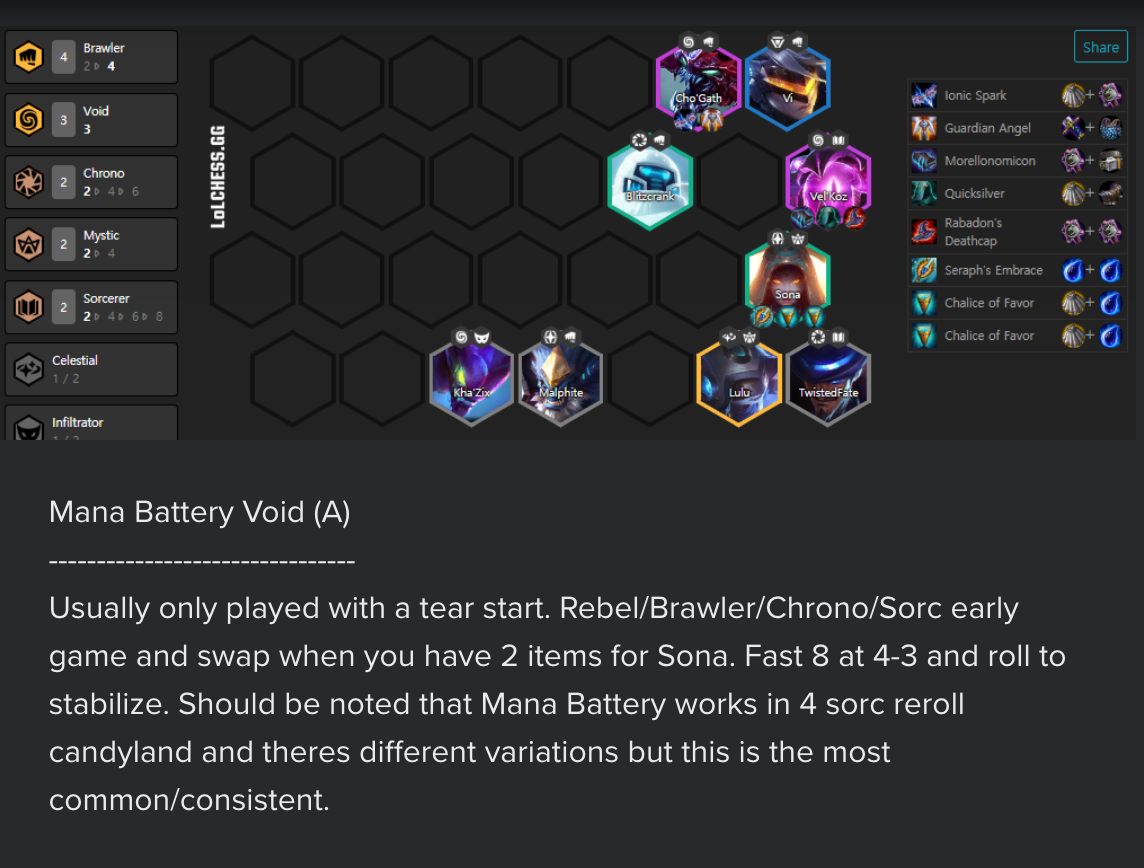 Share
4
Brawler
2 ▷ 4
3
Void
3
2
Chrono
2 ▷ 4 ▷ 6
2
Mystic
2 ▷ 4
2
Sorcerer
2 ▷ 4 ▷ 6 ▷ 8
Celestial
1 / 2
Infiltrator
LoLCHESS.GG
Cho'Gath
Vi
Blitzcrank
Vel'Koz
Sona
Kha'Zix
Malphite
Lulu
TwistedFate
Ionic Spark +
Guardian Angel +
Morellonomicon +
Quicksilver +
Rabadon's
Deathcap +
Seraph's Embrace +
Chalice of Favor +
Chalice of Favor +
Mana Battery Void (A)
--------------------------------
Usually only played with a tear start. Rebel/Brawler/Chrono/Sorc early
game and swap when you have 2 items for Sona. Fast 8 at 4-3 and roll to
stabilize. Should be noted that Mana Battery works in 4 sorc reroll
candyland and theres different variations but this is the most
common/consistent.